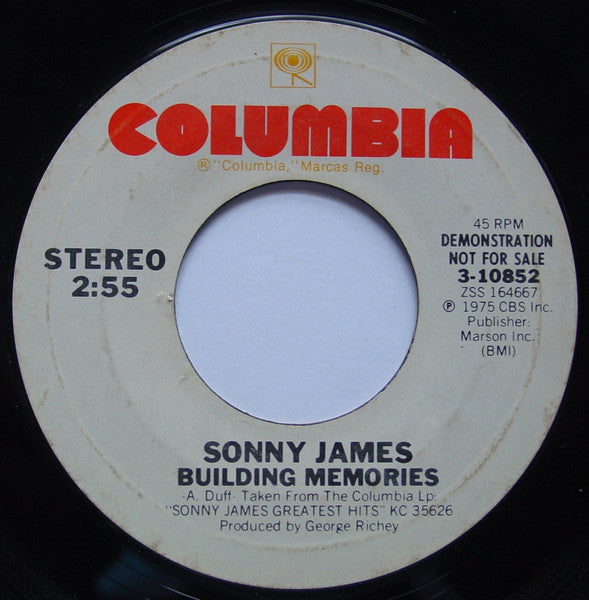 COLUMBIA
® "Columbia," Marcas Reg.
STEREO
2:55
45 RPM
DEMONSTRATION
NOT FOR SALE
3-10852
ZSS 164667
℗ 1975 CBS Inc.
Publisher:
Marson Inc.
(BMI)
SONNY JAMES
BUILDING MEMORIES
-A. Duff- Taken From The Columbia Lp:
"SONNY JAMES GREATEST HITS" KC 35626
Produced by George Richey